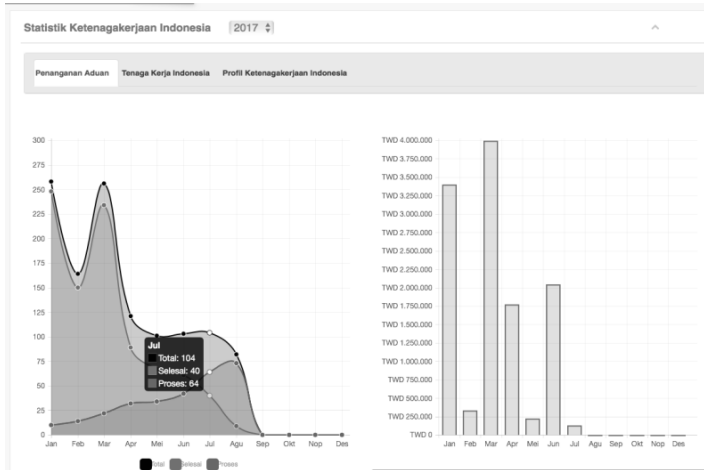 Statistik Ketenagakerjaan Indonesia 2017
Penanganan Aduan Tenaga Kerja Indonesia Profil Ketenagakerjaan Indonesia
300
275
250
225
200
175
150
125
100
75
50
25
0
Jan Feb Mar Apr Mei Jun Jul Agu Sep Okt Nop Des
Jul
Total: 104
Selesai: 40
Proses: 64
Total Selesai Proses
TWD 4.000.000
TWD 3.750.000
TWD 3.500.000
TWD 3.250.000
TWD 3.000.000
TWD 2.750.000
TWD 2.500.000
TWD 2.250.000
TWD 2.000.000
TWD 1.750.000
TWD 1.500.000
TWD 1.250.000
TWD 1.000.000
TWD 750.000
TWD 500.000
TWD 250.000
TWD 0
Jan Feb Mar Apr Mei Jun Jul Agu Sep Okt Nop Des